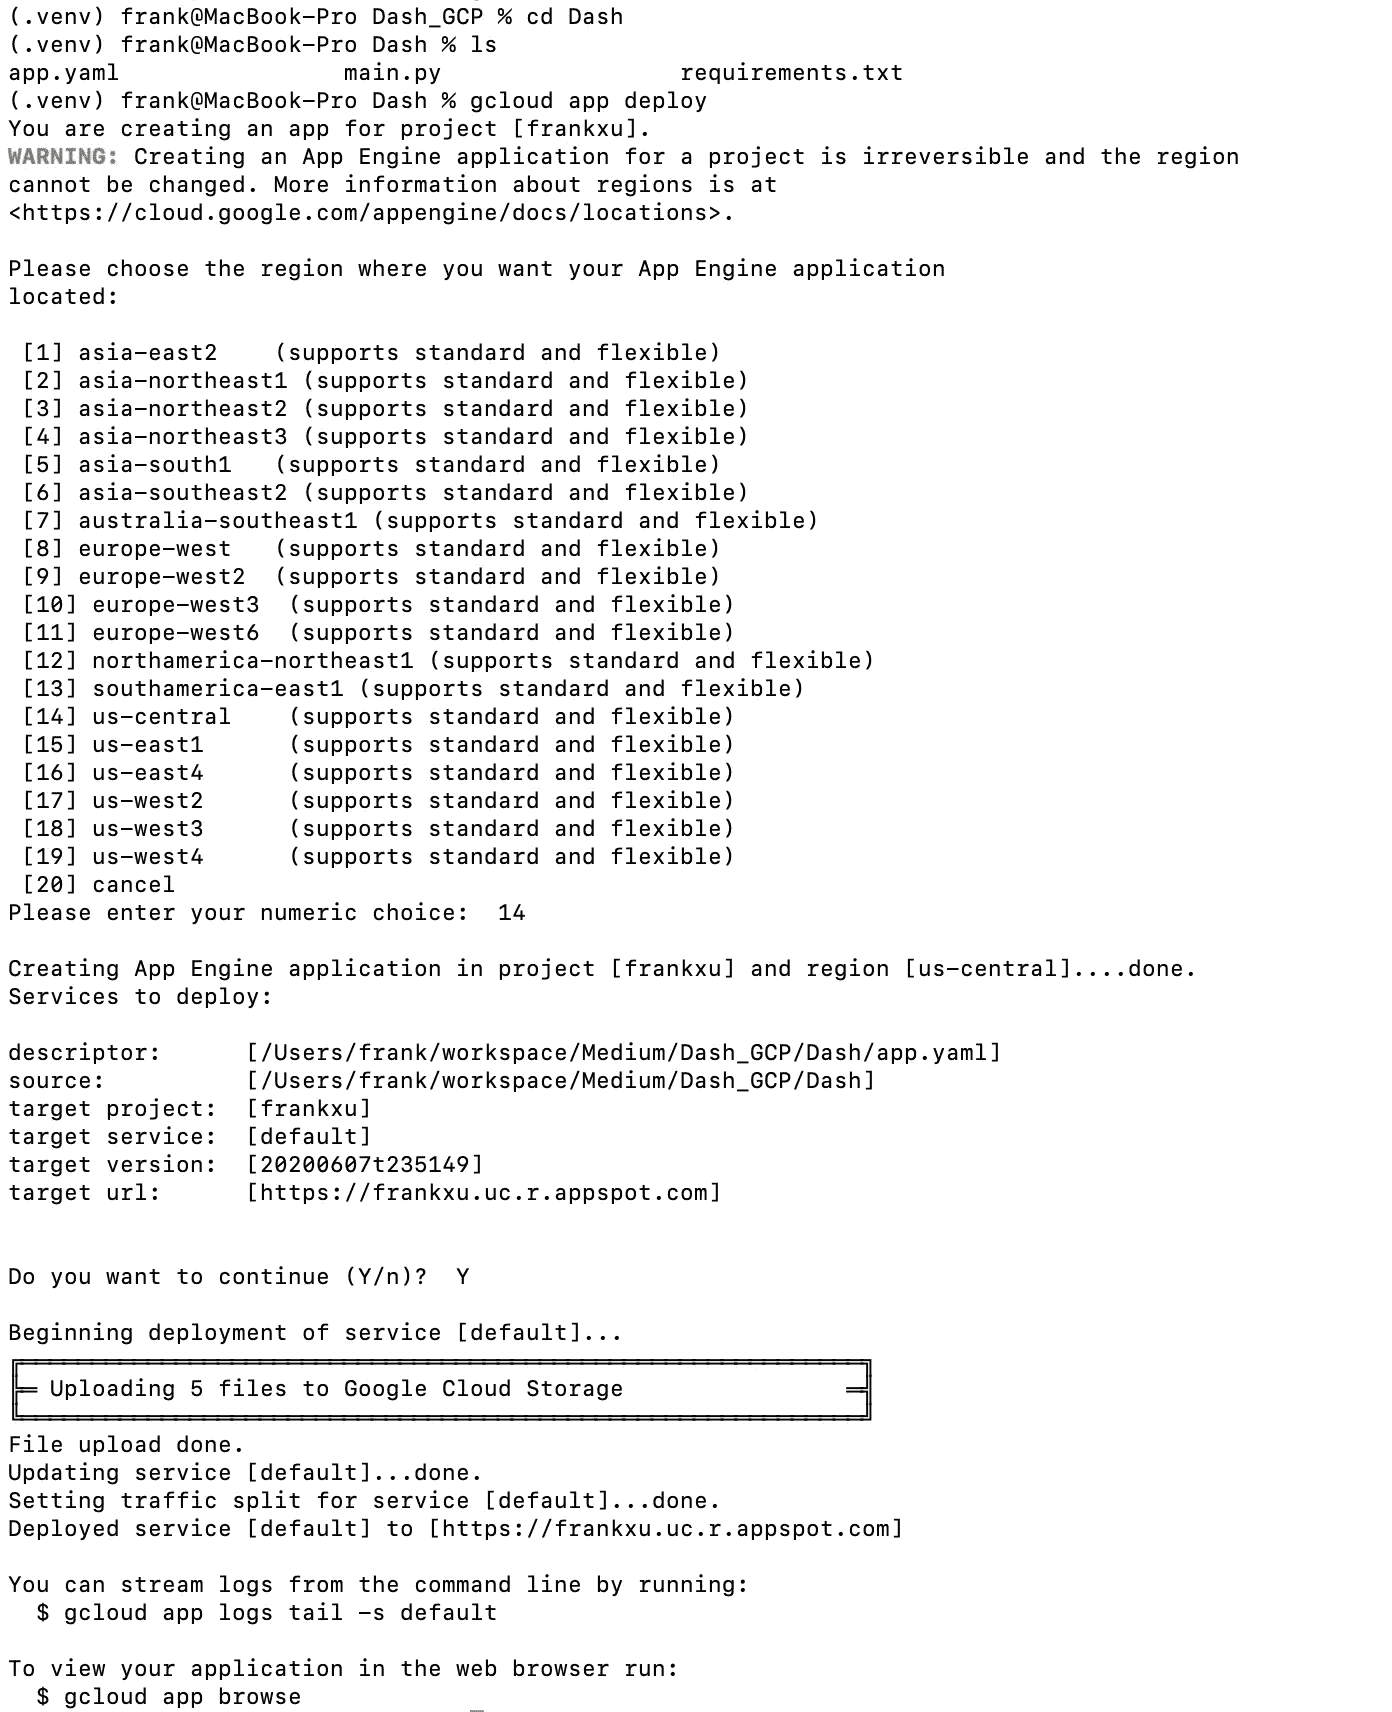 (.venv) frank@MacBook-Pro Dash_GCP % cd Dash
(.venv) frank@MacBook-Pro Dash % ls
app.yaml                main.py                 requirements.txt
(.venv) frank@MacBook-Pro Dash % gcloud app deploy
You are creating an app for project [frankxu].
WARNING: Creating an App Engine application for a project is irreversible and the region
cannot be changed. More information about regions is at
<https://cloud.google.com/appengine/docs/locations>.

Please choose the region where you want your App Engine application
located:

 [1] asia-east2    (supports standard and flexible)
 [2] asia-northeast1 (supports standard and flexible)
 [3] asia-northeast2 (supports standard and flexible)
 [4] asia-northeast3 (supports standard and flexible)
 [5] asia-south1   (supports standard and flexible)
 [6] asia-southeast2 (supports standard and flexible)
 [7] australia-southeast1 (supports standard and flexible)
 [8] europe-west   (supports standard and flexible)
 [9] europe-west2  (supports standard and flexible)
 [10] europe-west3  (supports standard and flexible)
 [11] europe-west6  (supports standard and flexible)
 [12] northamerica-northeast1 (supports standard and flexible)
 [13] southamerica-east1 (supports standard and flexible)
 [14] us-central    (supports standard and flexible)
 [15] us-east1      (supports standard and flexible)
 [16] us-east4      (supports standard and flexible)
 [17] us-west2      (supports standard and flexible)
 [18] us-west3      (supports standard and flexible)
 [19] us-west4      (supports standard and flexible)
 [20] cancel
Please enter your numeric choice:  14

Creating App Engine application in project [frankxu] and region [us-central]....done.
Services to deploy:

descriptor:      [/Users/frank/workspace/Medium/Dash_GCP/Dash/app.yaml]
source:          [/Users/frank/workspace/Medium/Dash_GCP/Dash]
target project:  [frankxu]
target service:  [default]
target version:  [20200607t235149]
target url:      [https://frankxu.uc.r.appspot.com]

Do you want to continue (Y/n)?  Y

Beginning deployment of service [default]...
Uploading 5 files to Google Cloud Storage
File upload done.
Updating service [default]...done.
Setting traffic split for service [default]...done.
Deployed service [default] to [https://frankxu.uc.r.appspot.com]

You can stream logs from the command line by running:
  $ gcloud app logs tail -s default

To view your application in the web browser run:
  $ gcloud app browse